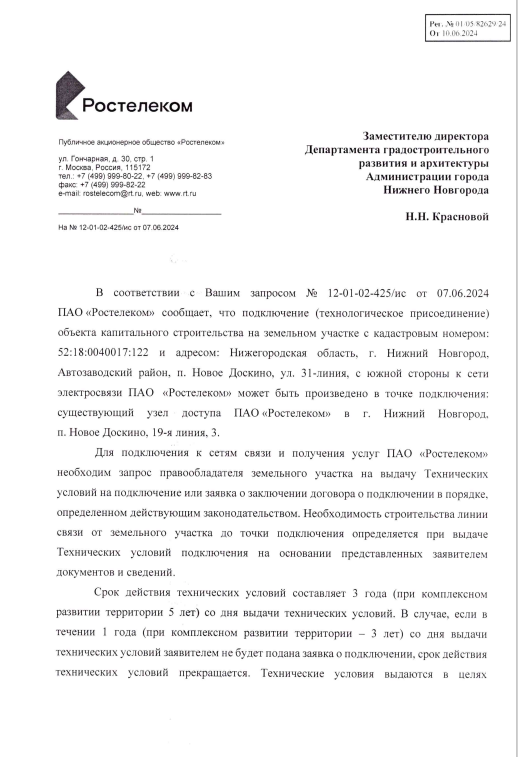 Рег. № 01-05-82629/24
От 10.06.2024
Ростелеком
Публичное акционерное общество «Ростелеком»
ул. Гончарная, д. 30, стр. 1
г. Москва, Россия, 115172
тел.: +7 (499) 999-80-22, +7 (499) 999-82-83
факс: +7 (499) 999-82-22
e-mail: rostelecom@rt.ru, web: www.rt.ru
____________________№____________________
На № 12-01-02-425/ис от 07.06.2024
Заместителю директора
Департамента градостроительного
развития и архитектуры
Администрации города
Нижнего Новгорода
Н.Н. Красновой
В соответствии с Вашим запросом № 12-01-02-425/ис от 07.06.2024
ПАО «Ростелеком» сообщает, что подключение (технологическое присоединение)
объекта капитального строительства на земельном участке с кадастровым номером:
52:18:0040017:122 и адресом: Нижегородская область, г. Нижний Новгород,
Автозаводский район, п. Новое Доскино, ул. 31-линия, с южной стороны к сети
электросвязи ПАО «Ростелеком» может быть произведено в точке подключения:
существующий узел доступа ПАО «Ростелеком» в г. Нижний Новгород,
п. Новое Доскино, 19-я линия, 3.
Для подключения к сетям связи и получения услуг ПАО «Ростелеком»
необходим запрос правообладателя земельного участка на выдачу Технических
условий на подключение или заявка о заключении договора о подключении в порядке,
определенном действующим законодательством. Необходимость строительства линии
связи от земельного участка до точки подключения определяется при выдаче
Технических условий подключения на основании представленных заявителем
документов и сведений.
Срок действия технических условий составляет 3 года (при комплексном
развитии территории 5 лет) со дня выдачи технических условий. В случае, если в
течении 1 года (при комплексном развитии территории – 3 лет) со дня выдачи
технических условий заявителем не будет подана заявка о подключении, срок действия
технических условий прекращается. Технические условия выдаются в целях